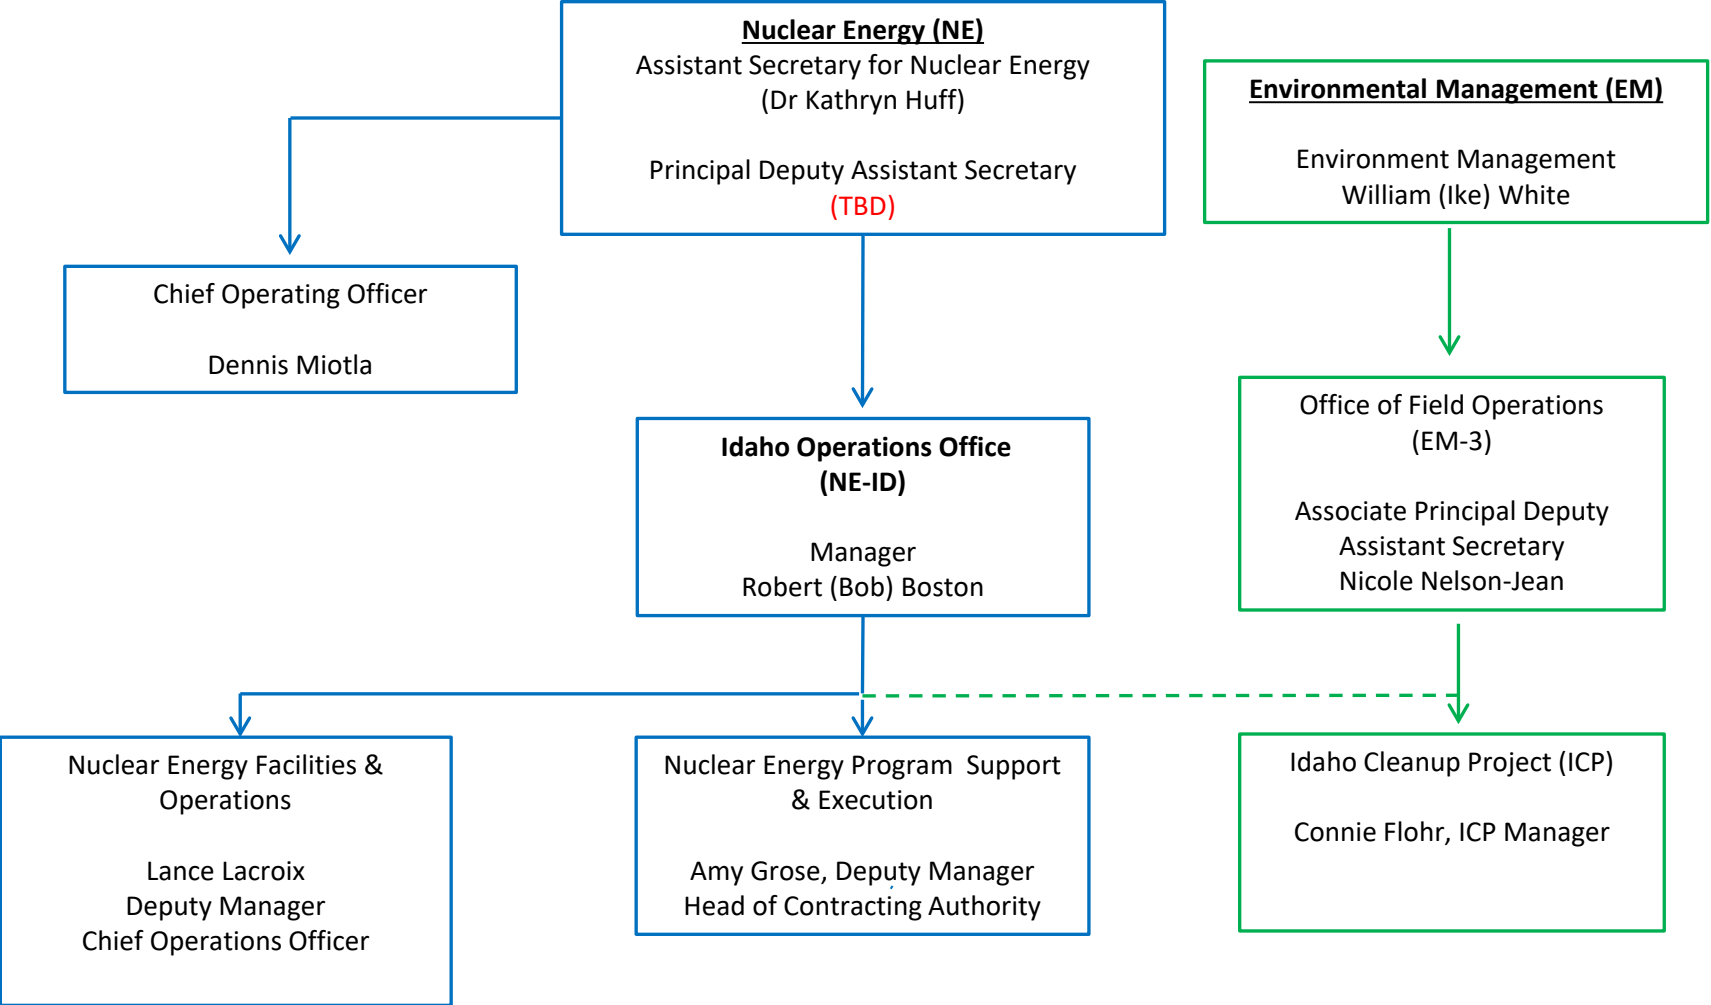 Nuclear Energy (NE)
Assistant Secretary for Nuclear Energy
(Dr Kathryn Huff)
Principal Deputy Assistant Secretary
(TBD)
Environmental Management (EM)
Environment Management
William (Ike) White
Chief Operating Officer
Dennis Miotla
Idaho Operations Office
(NE-ID)
Manager
Robert (Bob) Boston
Office of Field Operations
(EM-3)
Associate Principal Deputy
Assistant Secretary
Nicole Nelson-Jean
Nuclear Energy Facilities &
Operations
Lance Lacroix
Deputy Manager
Chief Operations Officer
Nuclear Energy Program  Support
& Execution
Amy Grose, Deputy Manager
Head of Contracting Authority
Idaho Cleanup Project (ICP)
Connie Flohr, ICP Manager